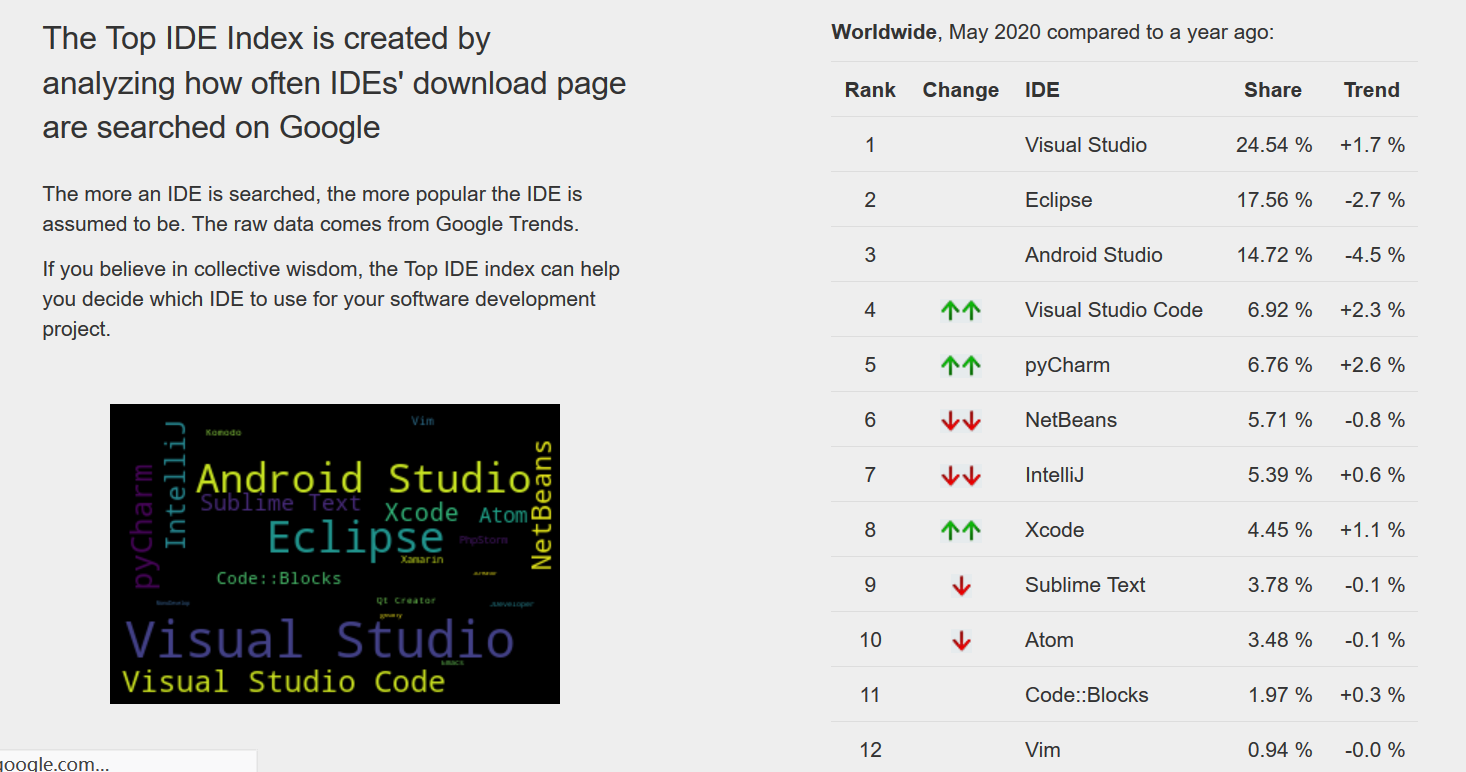 The Top IDE Index is created by
analyzing how often IDEs' download page
are searched on Google
The more an IDE is searched, the more popular the IDE is
assumed to be. The raw data comes from Google Trends.
If you believe in collective wisdom, the Top IDE index can help
you decide which IDE to use for your software development
project.
Vim
Komodo
IntelliJ
pyCharm
Android Studio
NetBeans
Sublime Text
Xcode
Atom
Eclipse
PhpStorm
Xamarin
Code::Blocks
Qt Creator
JDeveloper
geany
Visual Studio
Visual Studio Code
google.com...
Worldwide, May 2020 compared to a year ago:
Rank Change IDE Share Trend
1 Visual Studio 24.54 % +1.7 %
2 Eclipse 17.56 % -2.7 %
3 Android Studio 14.72 % -4.5 %
4 ↑↑ Visual Studio Code 6.92 % +2.3 %
5 ↑↑ pyCharm 6.76 % +2.6 %
6 ↓↓ NetBeans 5.71 % -0.8 %
7 ↓↓ IntelliJ 5.39 % +0.6 %
8 ↑↑ Xcode 4.45 % +1.1 %
9 ↓ Sublime Text 3.78 % -0.1 %
10 ↓ Atom 3.48 % -0.1 %
11 Code::Blocks 1.97 % +0.3 %
12 Vim 0.94 % -0.0 %